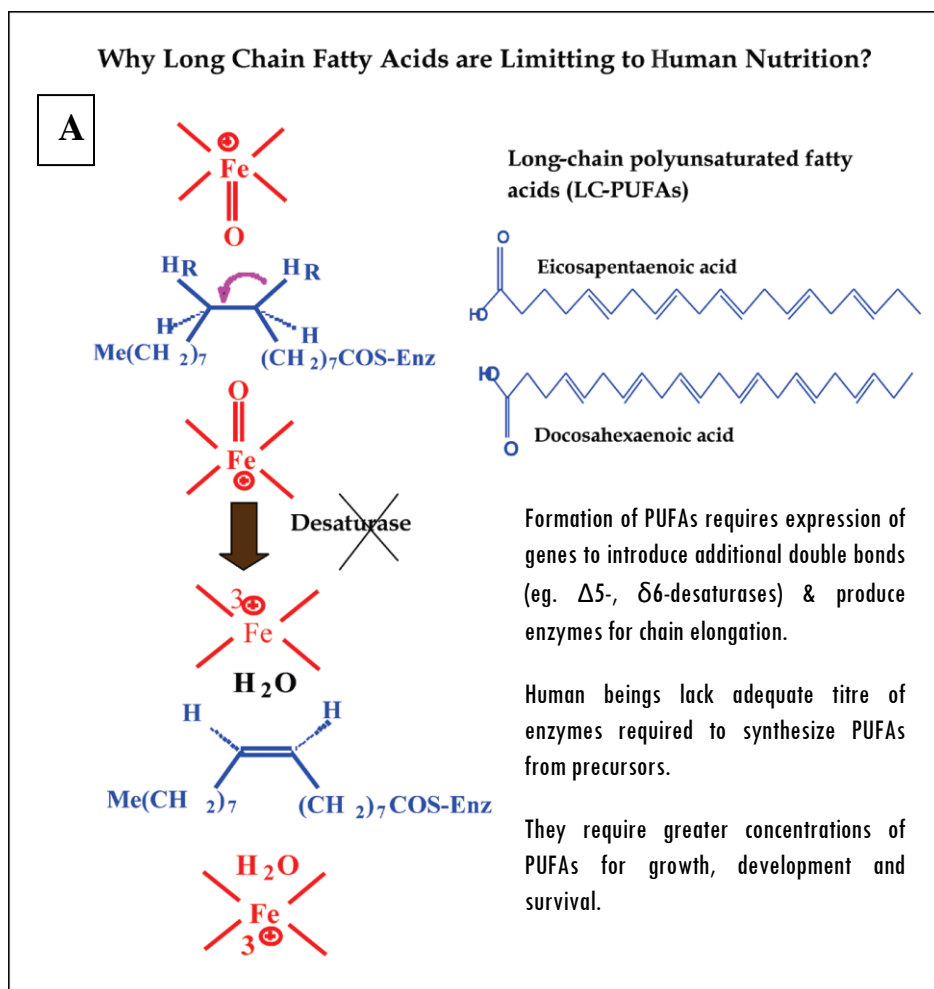 Why Long Chain Fatty Acids are Limitting to Human Nutrition?
A
⊕
Fe
O
H R H R
H H
Me(CH 2)7 (CH 2)7COS-Enz
O
Fe
⊕
Desaturase
3⊕
Fe
H2O
H H
Me(CH 2)7 (CH 2)7COS-Enz
H2O
Fe
3⊕
Long-chain polyunsaturated fatty
acids (LC-PUFAs)
O
Eicosapentaenoic acid
HO
HO
O
Docosahexaenoic acid
Formation of PUFAs requires expression of
genes to introduce additional double bonds
(eg. Δ5-, δ6-desaturases) & produce
enzymes for chain elongation.
Human beings lack adequate titre of
enzymes required to synthesize PUFAs
from precursors.
They require greater concentrations of
PUFAs for growth, development and
survival.